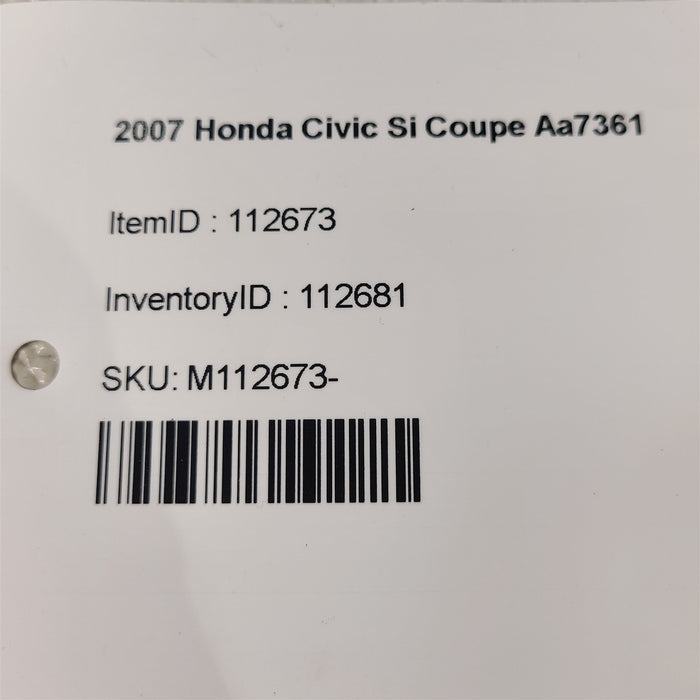 2007 Honda Civic Si Coupe Aa7361
ItemID : 112673
InventoryID : 112681
SKU: M112673-